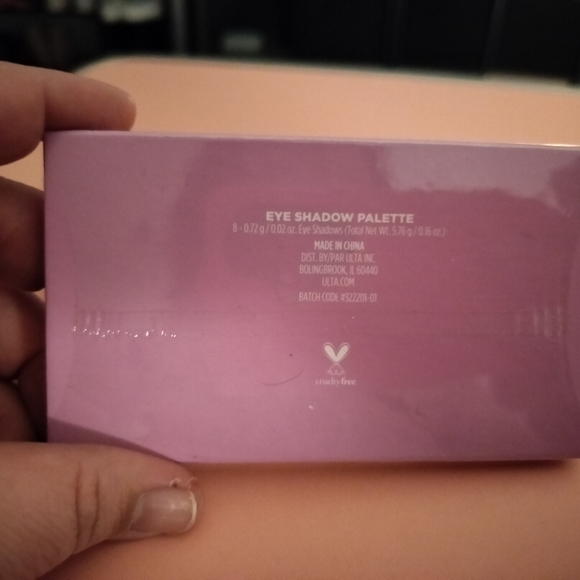 EYE SHADOW PALETTE
8 - 0.72 g / 0.02 oz. Eye Shadows (Total Net Wt. 5.76 g / 0.16 oz.)
MADE IN CHINA
DIST. BY/PAR ULTA INC.
BOLINGBROOK, IL 60440
ULTA.COM
BATCH CODE #322201-01
crueltyfree